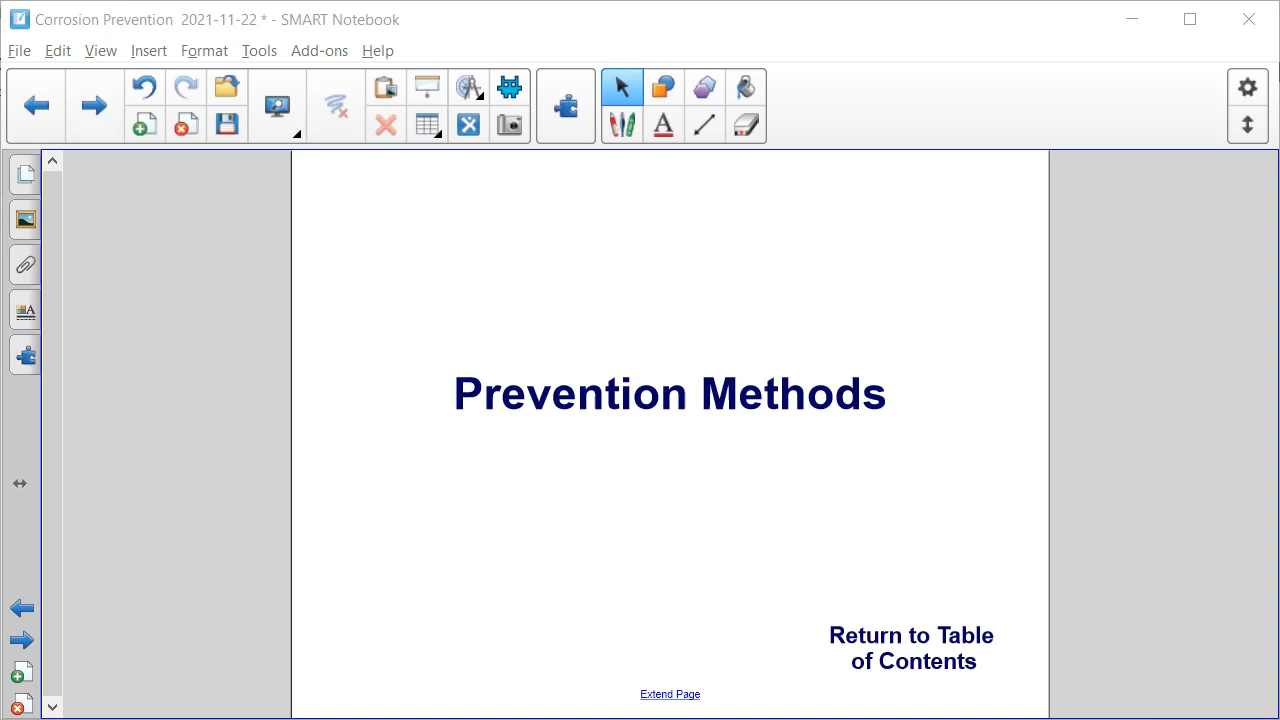 Corrosion Prevention  2021-11-22 * - SMART Notebook
File Edit View Insert Format Tools Add-ons Help
Prevention Methods
Return to Table
of Contents
Extend Page